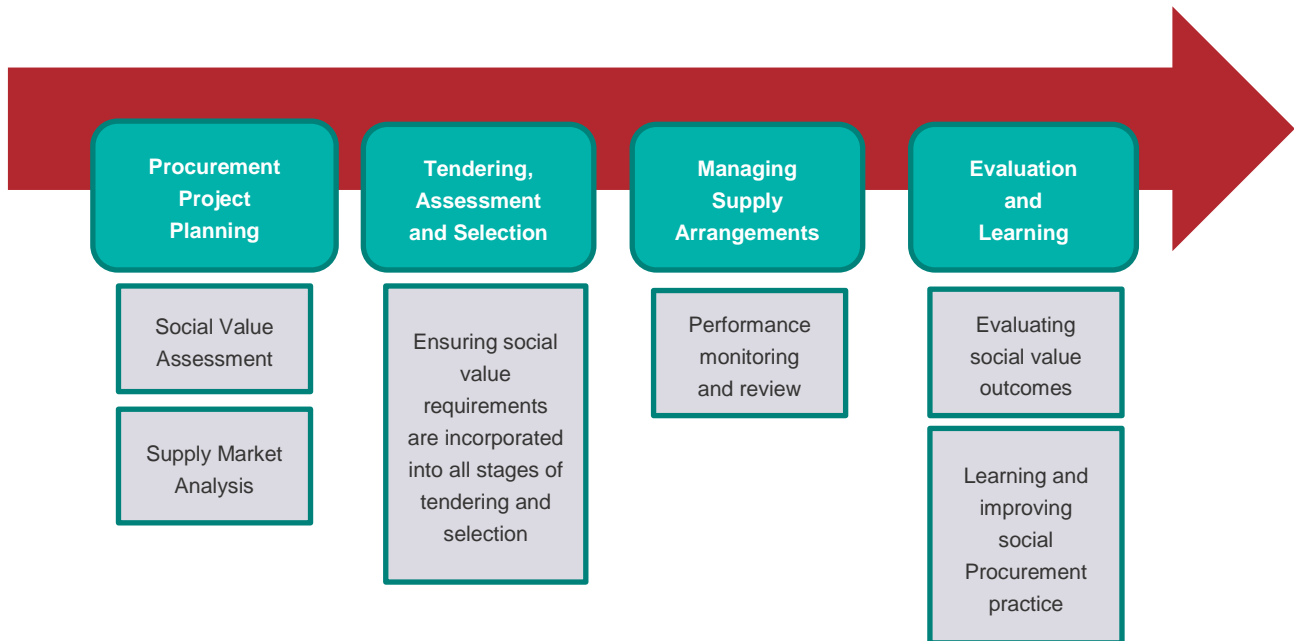 Procurement
Project
Planning
Social Value
Assessment
Supply Market
Analysis
Tendering,
Assessment
and Selection
Ensuring social
value
requirements
are incorporated
into all stages of
tendering and
selection
Managing
Supply
Arrangements
Performance
monitoring
and review
Evaluation
and
Learning
Evaluating
social value
outcomes
Learning and
improving
social
Procurement
practice